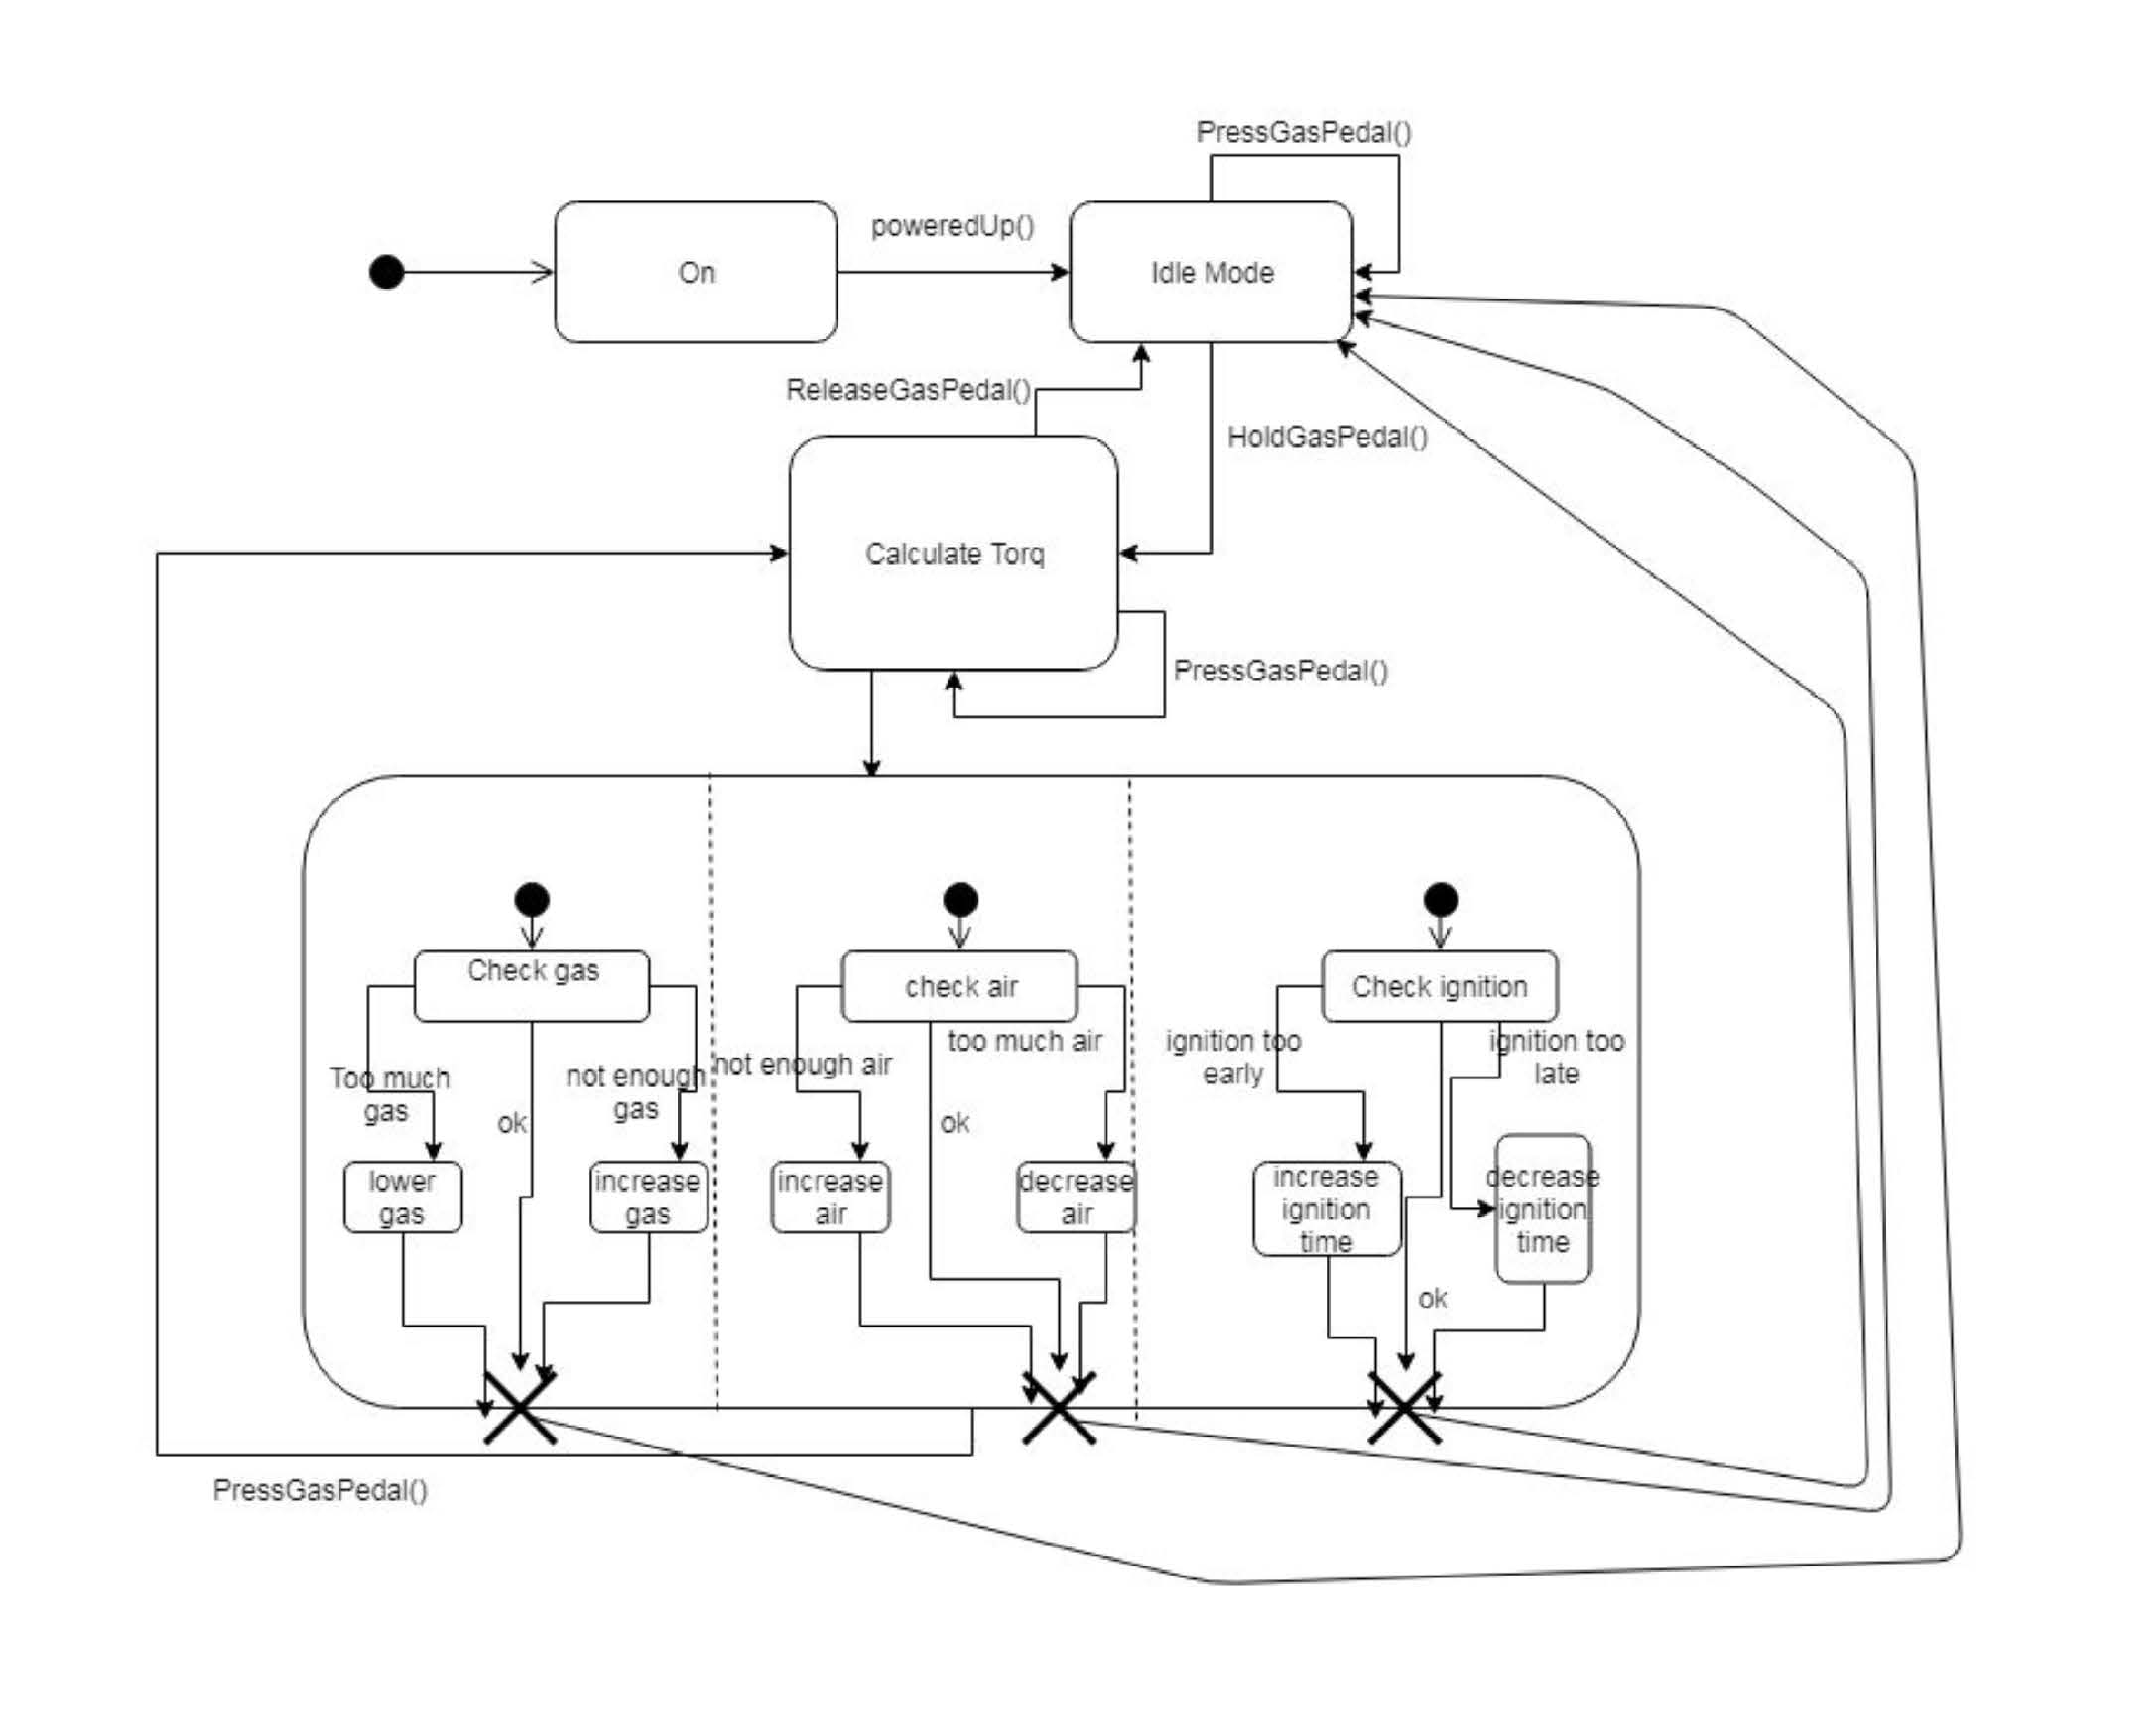 PressGasPedal()
poweredUp()
On
Idle Mode
ReleaseGasPedal()
HoldGasPedal()
Calculate Torq
PressGasPedal()
Check gas
check air
Check ignition
Too much
gas
ok
not enough
gas
not enough air
too much air
ok
ignition too
early
ignition too
late
lower
gas
increase
gas
increase
air
decrease
air
increase
ignition
time
decrease
ignition
time
ok
PressGasPedal()